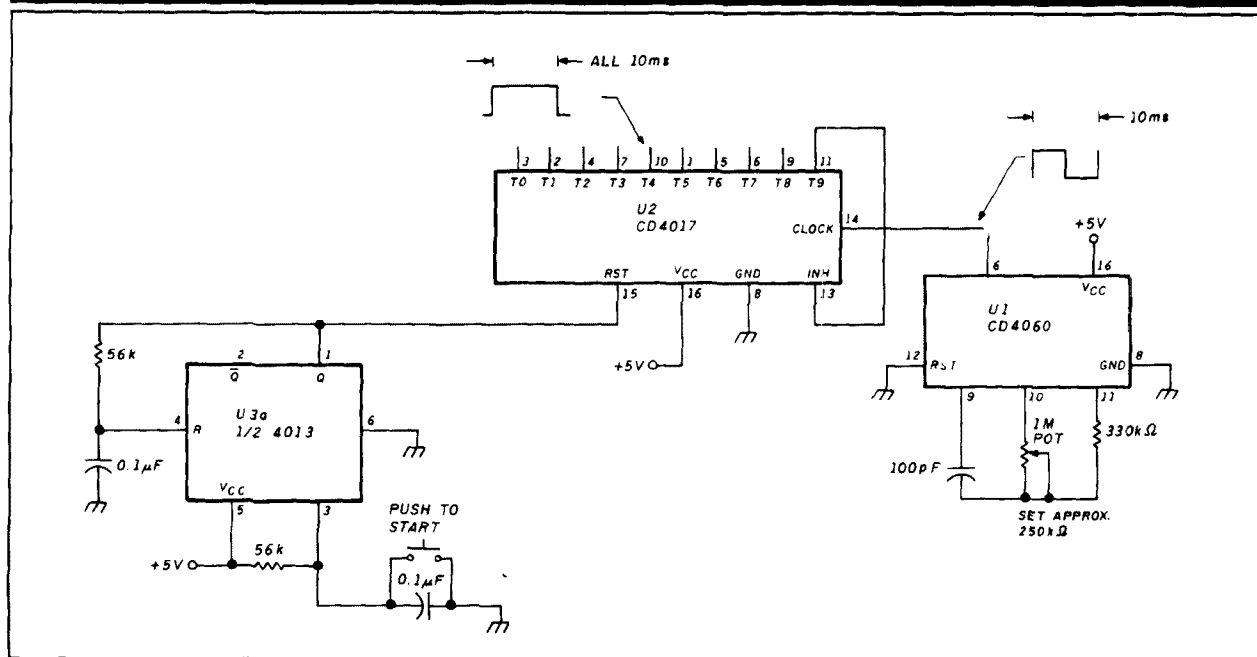 ALL 10ms
10ms
3 2 4 7 10 1 5 6 9 11
T0 T1 T2 T3 T4 T5 T6 T7 T8 T9
U2
CD4017
CLOCK
14
RST VCC GND INH
15 16 8 13
+5V
+5V
6 16
VCC
U1
CD4060
12 RST
GND 8
9 10 11
1M
POT
330kΩ
100pF
SET APPROX.
250kΩ
56k
2 1
Q Q
4 R
U3a
1/2 4013
6
0.1μF
VCC
5 3
+5V
56k
PUSH TO
START
0.1μF